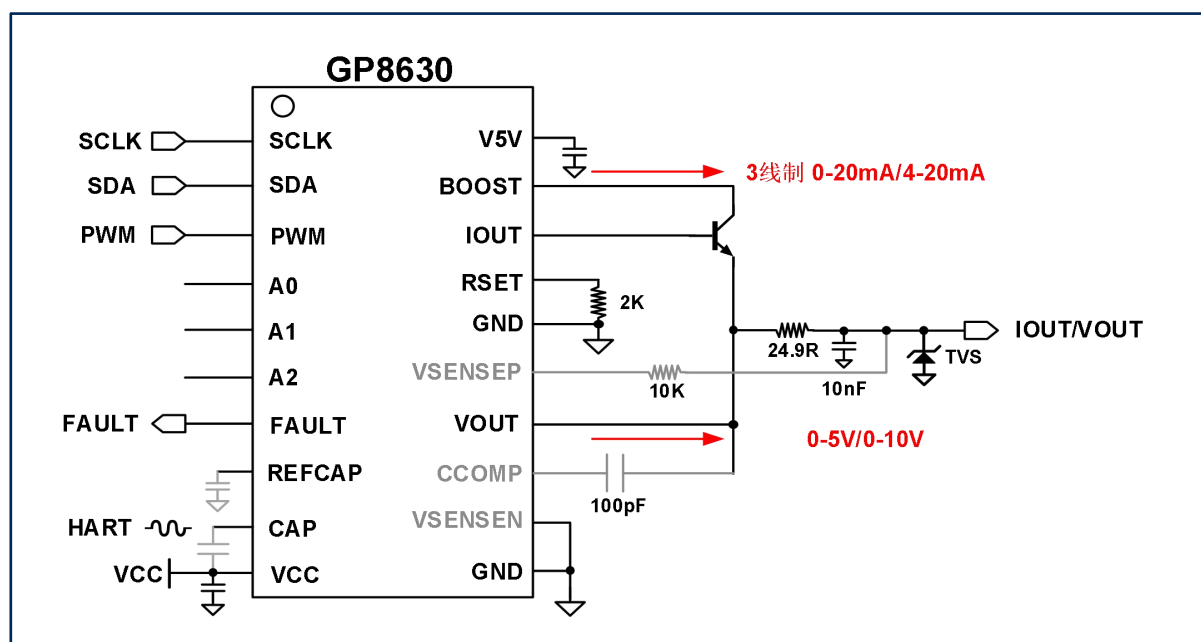 GP8630
SCLK
SCLK
V5V
3线制 0-20mA/4-20mA
SDA
SDA
BOOST
PWM
PWM
IOUT
A0
RSET
2K
A1
GND
IOUT/VOUT
24.9R
TVS
A2
VSENSEP
10K
10nF
FAULT
FAULT
VOUT
0-5V/0-10V
REFCAP
CCOMP
100pF
HART
CAP
VSENSEN
VCC
VCC
GND